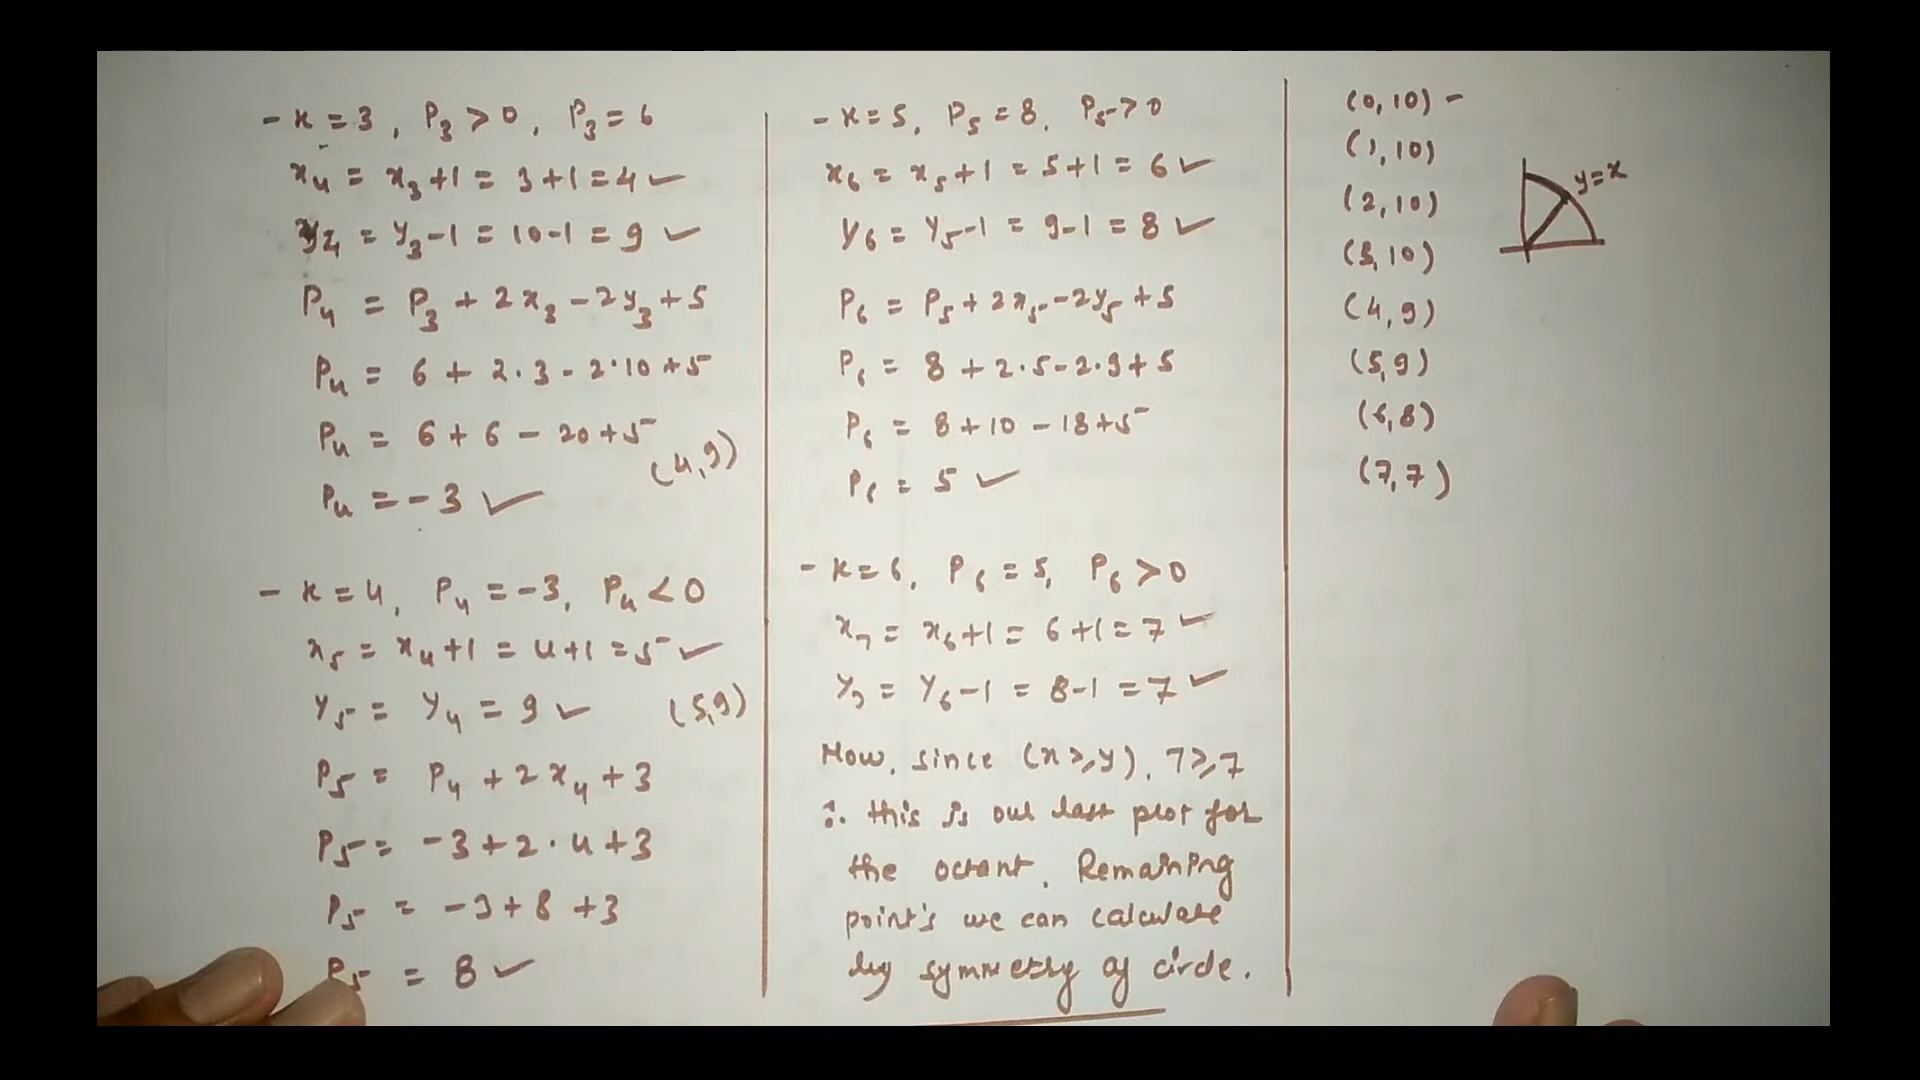 - K=3, P₃>0, P₃=6
x₄ = x₃+1 = 3+1=4 ✓
y₄ = y₃-1 = 10-1 = 9 ✓
P₄ = P₃ + 2x₃ - 2y₃ + 5
P₄ = 6 + 2·3 - 2·10 + 5
P₄ = 6 + 6 - 20 + 5
(4,9)
P₄ = -3 ✓
- K=4, P₄ = -3, P₄ < 0
x₅ = x₄+1 = 4+1 = 5 ✓
y₅ = y₄ = 9 ✓ (5,9)
P₅ = P₄ + 2x₄ + 3
P₅ = -3 + 2·4 + 3
P₅ = -3 + 8 + 3
P₅ = 8 ✓
- K=5, P₅ = 8, P₅ > 0
x₆ = x₅+1 = 5+1 = 6 ✓
y₆ = y₅-1 = 9-1 = 8 ✓
P₆ = P₅ + 2x₅ - 2y₅ + 5
P₆ = 8 + 2·5 - 2·9 + 5
P₆ = 8 + 10 - 18 + 5
P₆ = 5 ✓
- K=6, P₆ = 5, P₆ > 0
x₇ = x₆+1 = 6+1 = 7 ✓
y₇ = y₆-1 = 8-1 = 7 ✓
Now, since (x≥y), 7≥7
∴ this is our last plot for
the octant. Remaining
point's we can calculate
by symmetry of circle.
(0,10) -
(1,10)
(2,10)
(3,10)
(4,9)
(5,9)
(6,8)
(7,7)
y=x